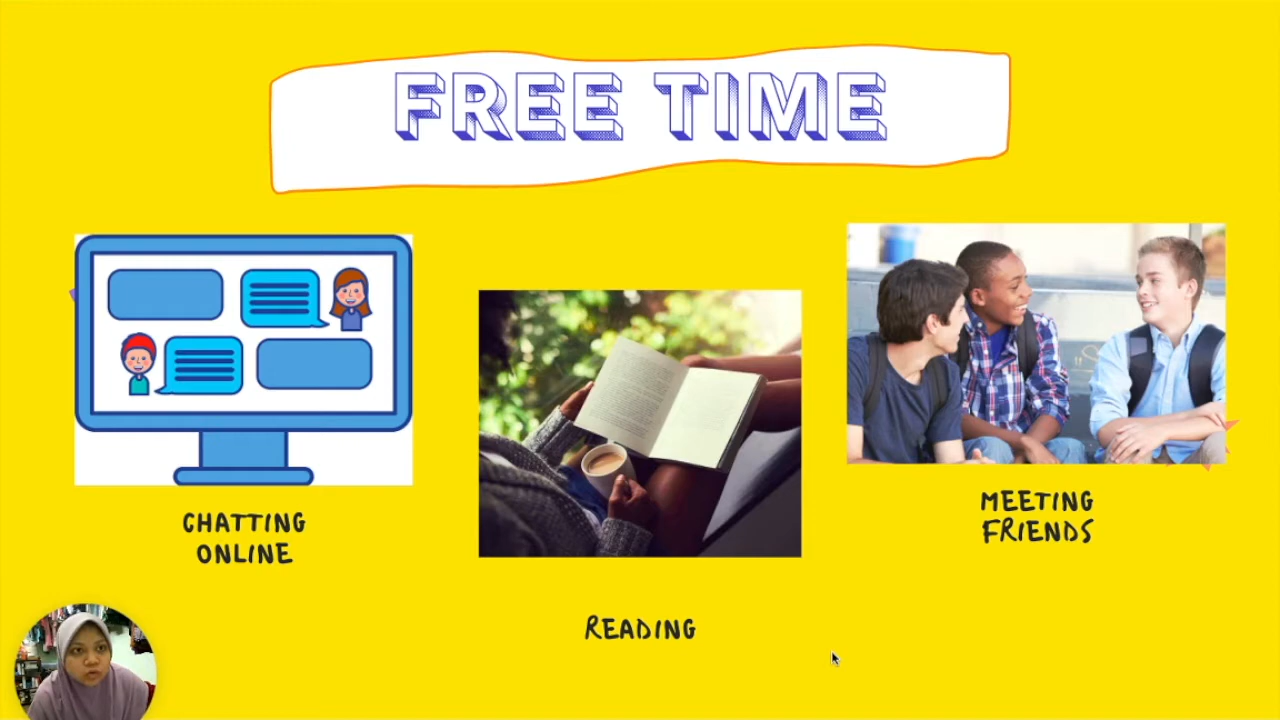 FREE TIME
CHATTING
ONLINE
READING
MEETING
FRIENDS